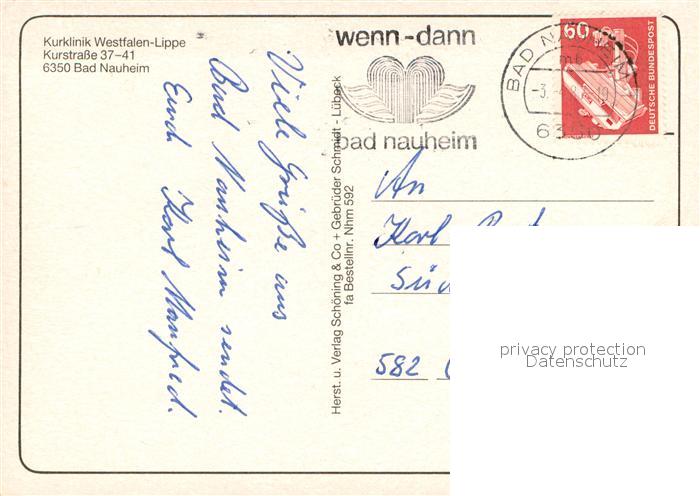 Kurklinik Westfalen-Lippe
Kurstraße 37–41
6350 Bad Nauheim
Viele Grüße aus
Bad Nauheim sendet.
Euch Karl Manfred.
Herst. u. Verlag Schöning & Co + Gebrüder Schmidt - Lübeck
fa Bestellnr. Nhm 592
wenn-dann
bad nauheim
BAD NAUHEIM
6350
60
DEUTSCHE BUNDESPOST
An
Karl
582
privacy protection
Datenschutz